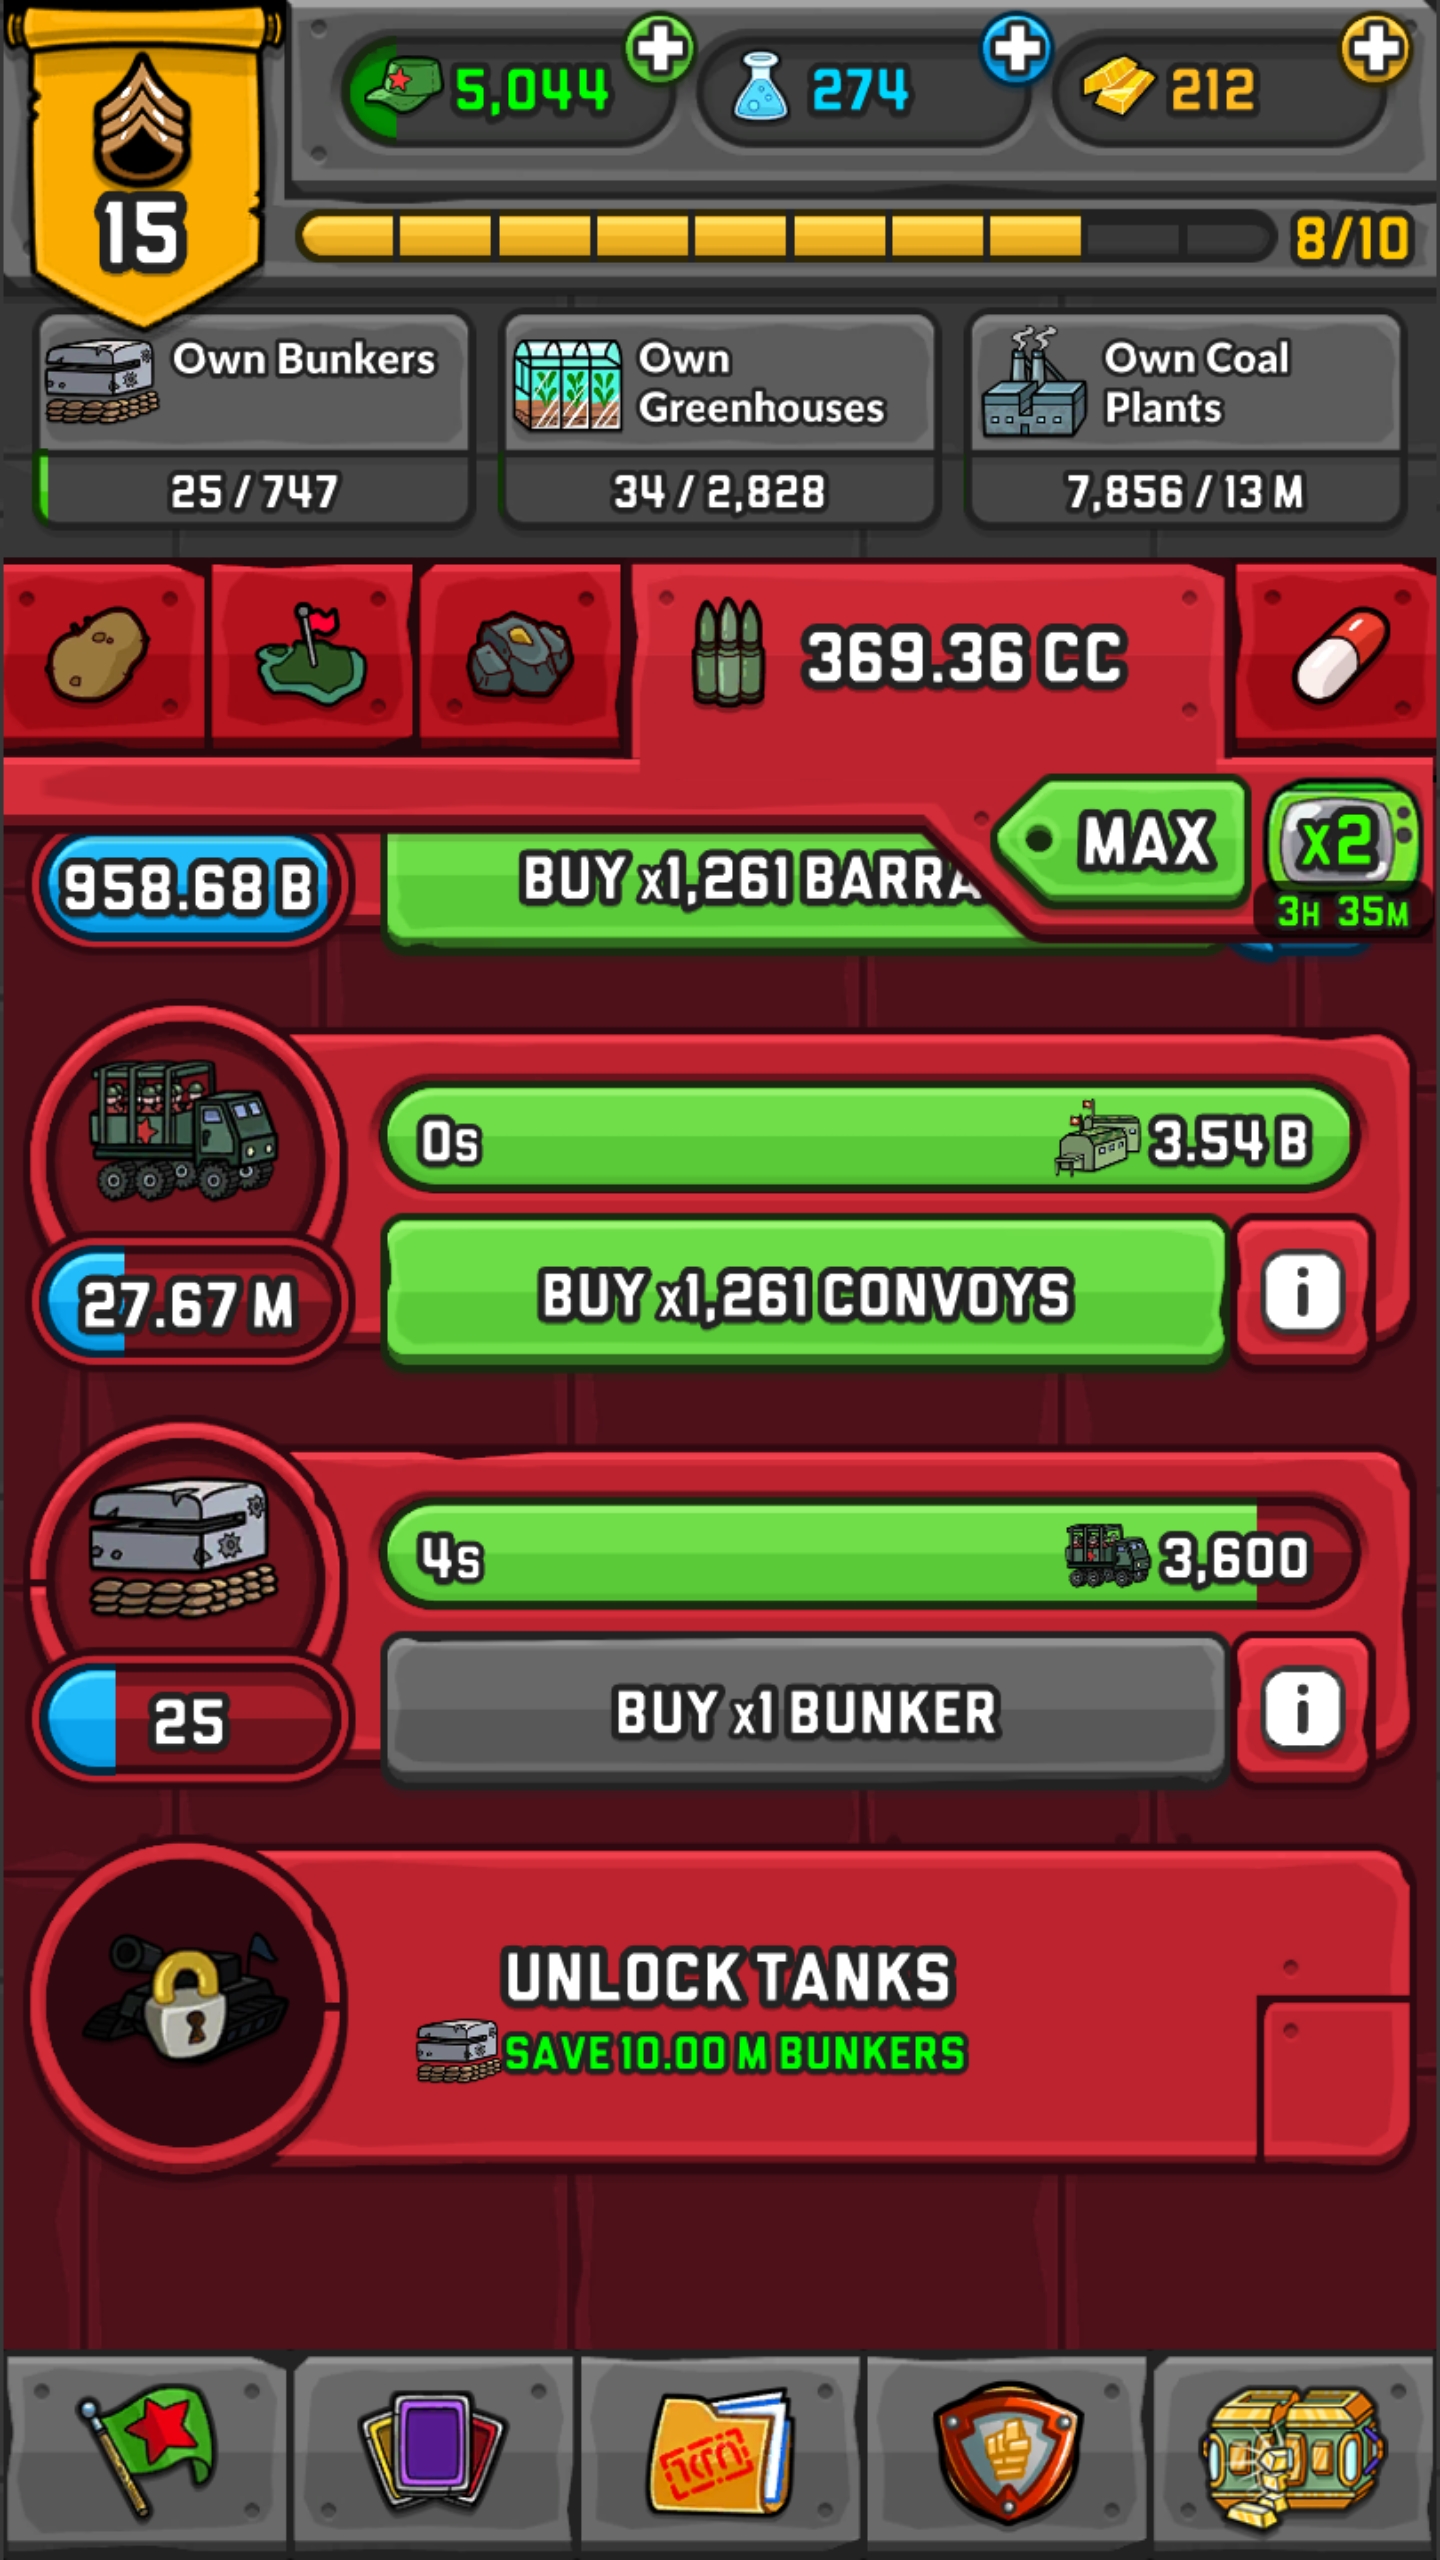 5,044
274
212
15
8/10
Own Bunkers
25 / 747
Own
Greenhouses
34 / 2,828
Own Coal
Plants
7,856 / 13 M
369.36 CC
MAX
x2
3H 35M
958.68 B
BUY x1,261
0s
3.54 B
27.67 M
BUY x1,261 CONVOYS
i
4s
3,600
25
BUY x1 BUNKER
i
UNLOCK TANKS
SAVE 10.00 M BUNKERS